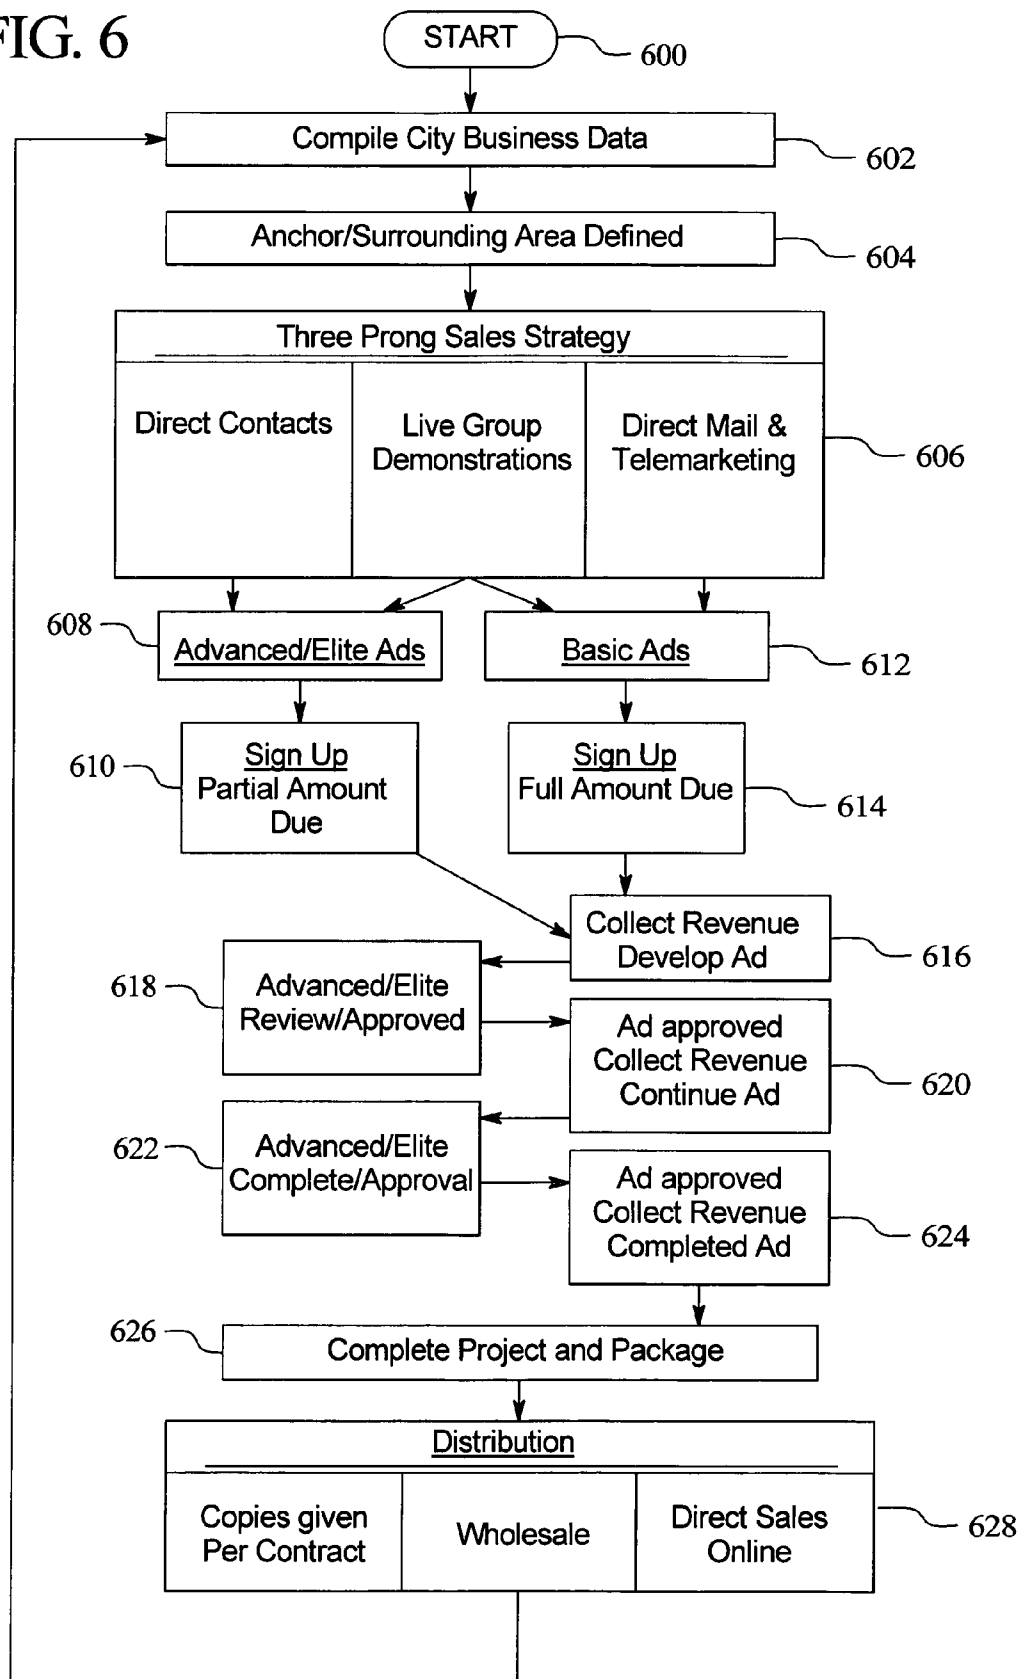 FIG. 6
START
600
Compile City Business Data
602
Anchor/Surrounding Area Defined
604
Three Prong Sales Strategy
Direct Contacts
Live Group
Demonstrations
Direct Mail &
Telemarketing
606
608
Advanced/Elite Ads
Basic Ads
612
610
Sign Up
Partial Amount
Due
Sign Up
Full Amount Due
614
Collect Revenue
Develop Ad
616
618
Advanced/Elite
Review/Approved
Ad approved
Collect Revenue
Continue Ad
620
622
Advanced/Elite
Complete/Approval
Ad approved
Collect Revenue
Completed Ad
624
626
Complete Project and Package
Distribution
Copies given
Per Contract
Wholesale
Direct Sales
Online
628